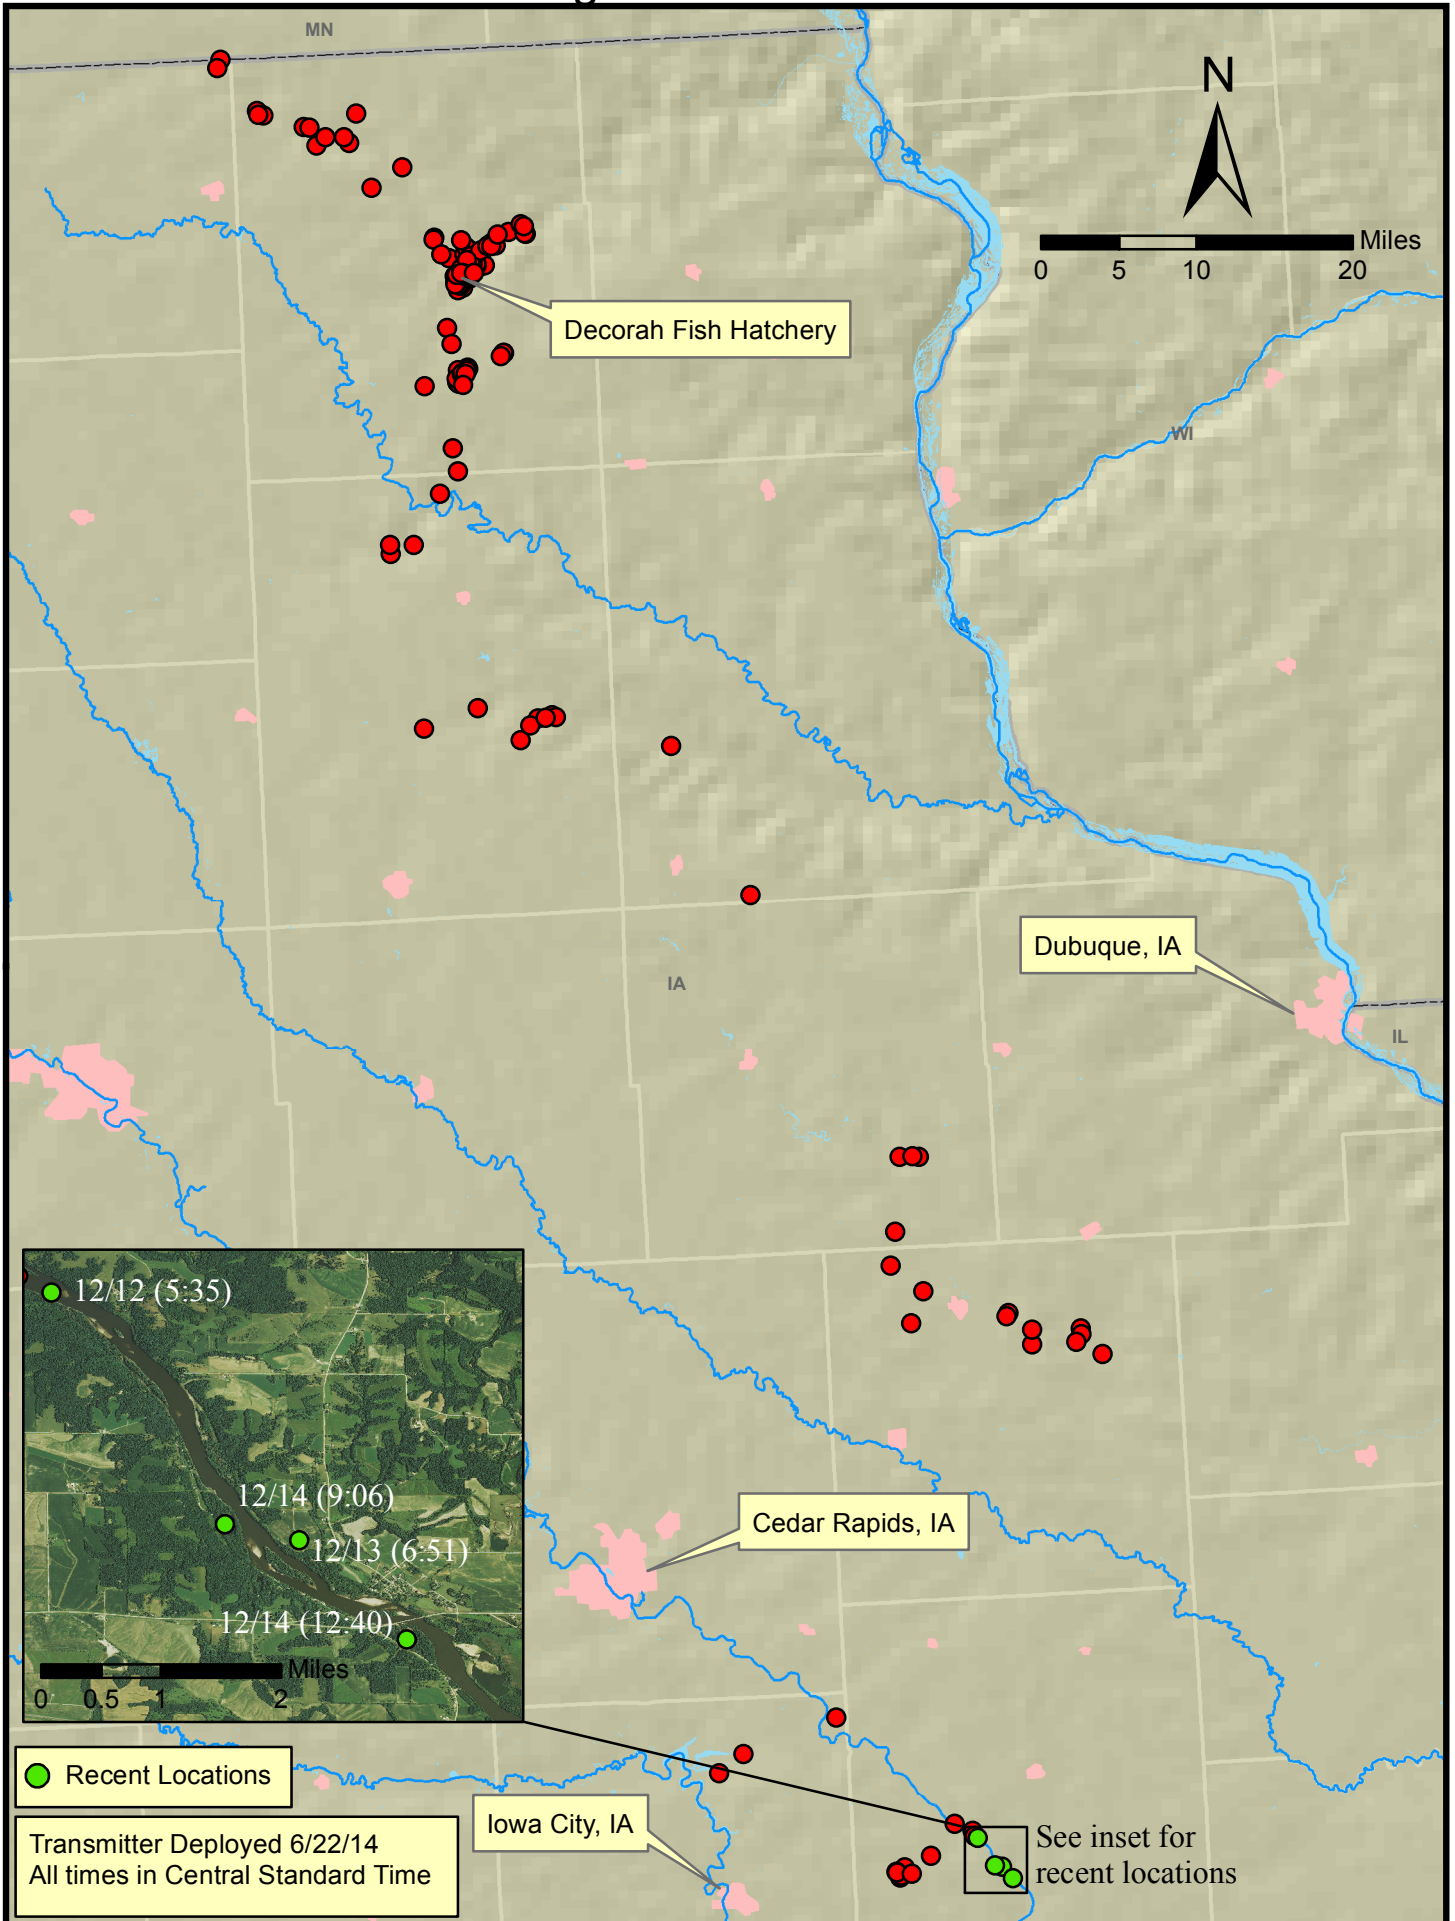 MN
N
Miles
0 5 10 20
Decorah Fish Hatchery
WI
Dubuque, IA
IA
IL
12/12 (5:35)
12/14 (9:06)
12/13 (6:51)
12/14 (12:40)
Miles
0 0.5 1 2
Cedar Rapids, IA
Recent Locations
Iowa City, IA
See inset for
recent locations
Transmitter Deployed 6/22/14
All times in Central Standard Time